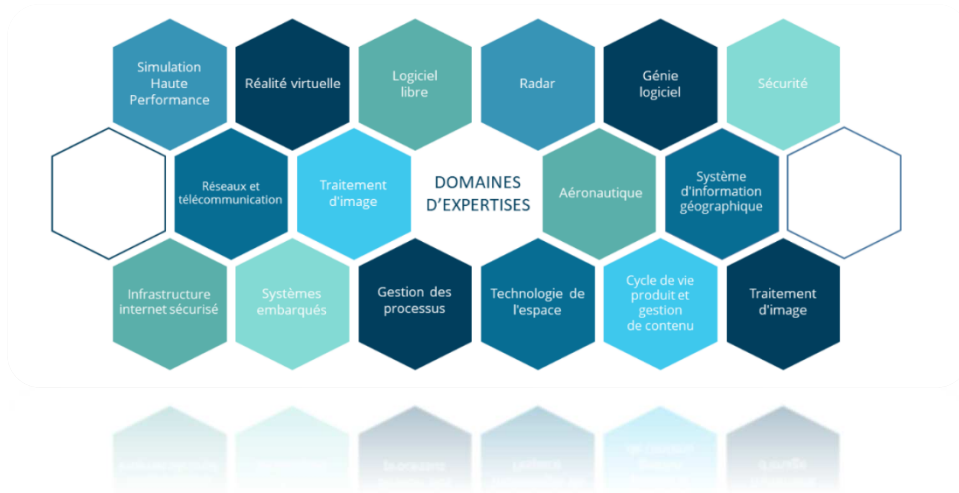 Simulation
Haute
Performance
Réalité virtuelle
Logiciel
libre
Radar
Génie
logiciel
Sécurité
Réseaux et
télécommunication
Traitement
d'image
DOMAINES
D'EXPERTISES
Aéronautique
Système
d'information
géographique
Infrastructure
internet sécurisé
Systèmes
embarqués
Gestion des
processus
Technologie de
l'espace
Cycle de vie
produit et
gestion
de contenu
Traitement
d'image